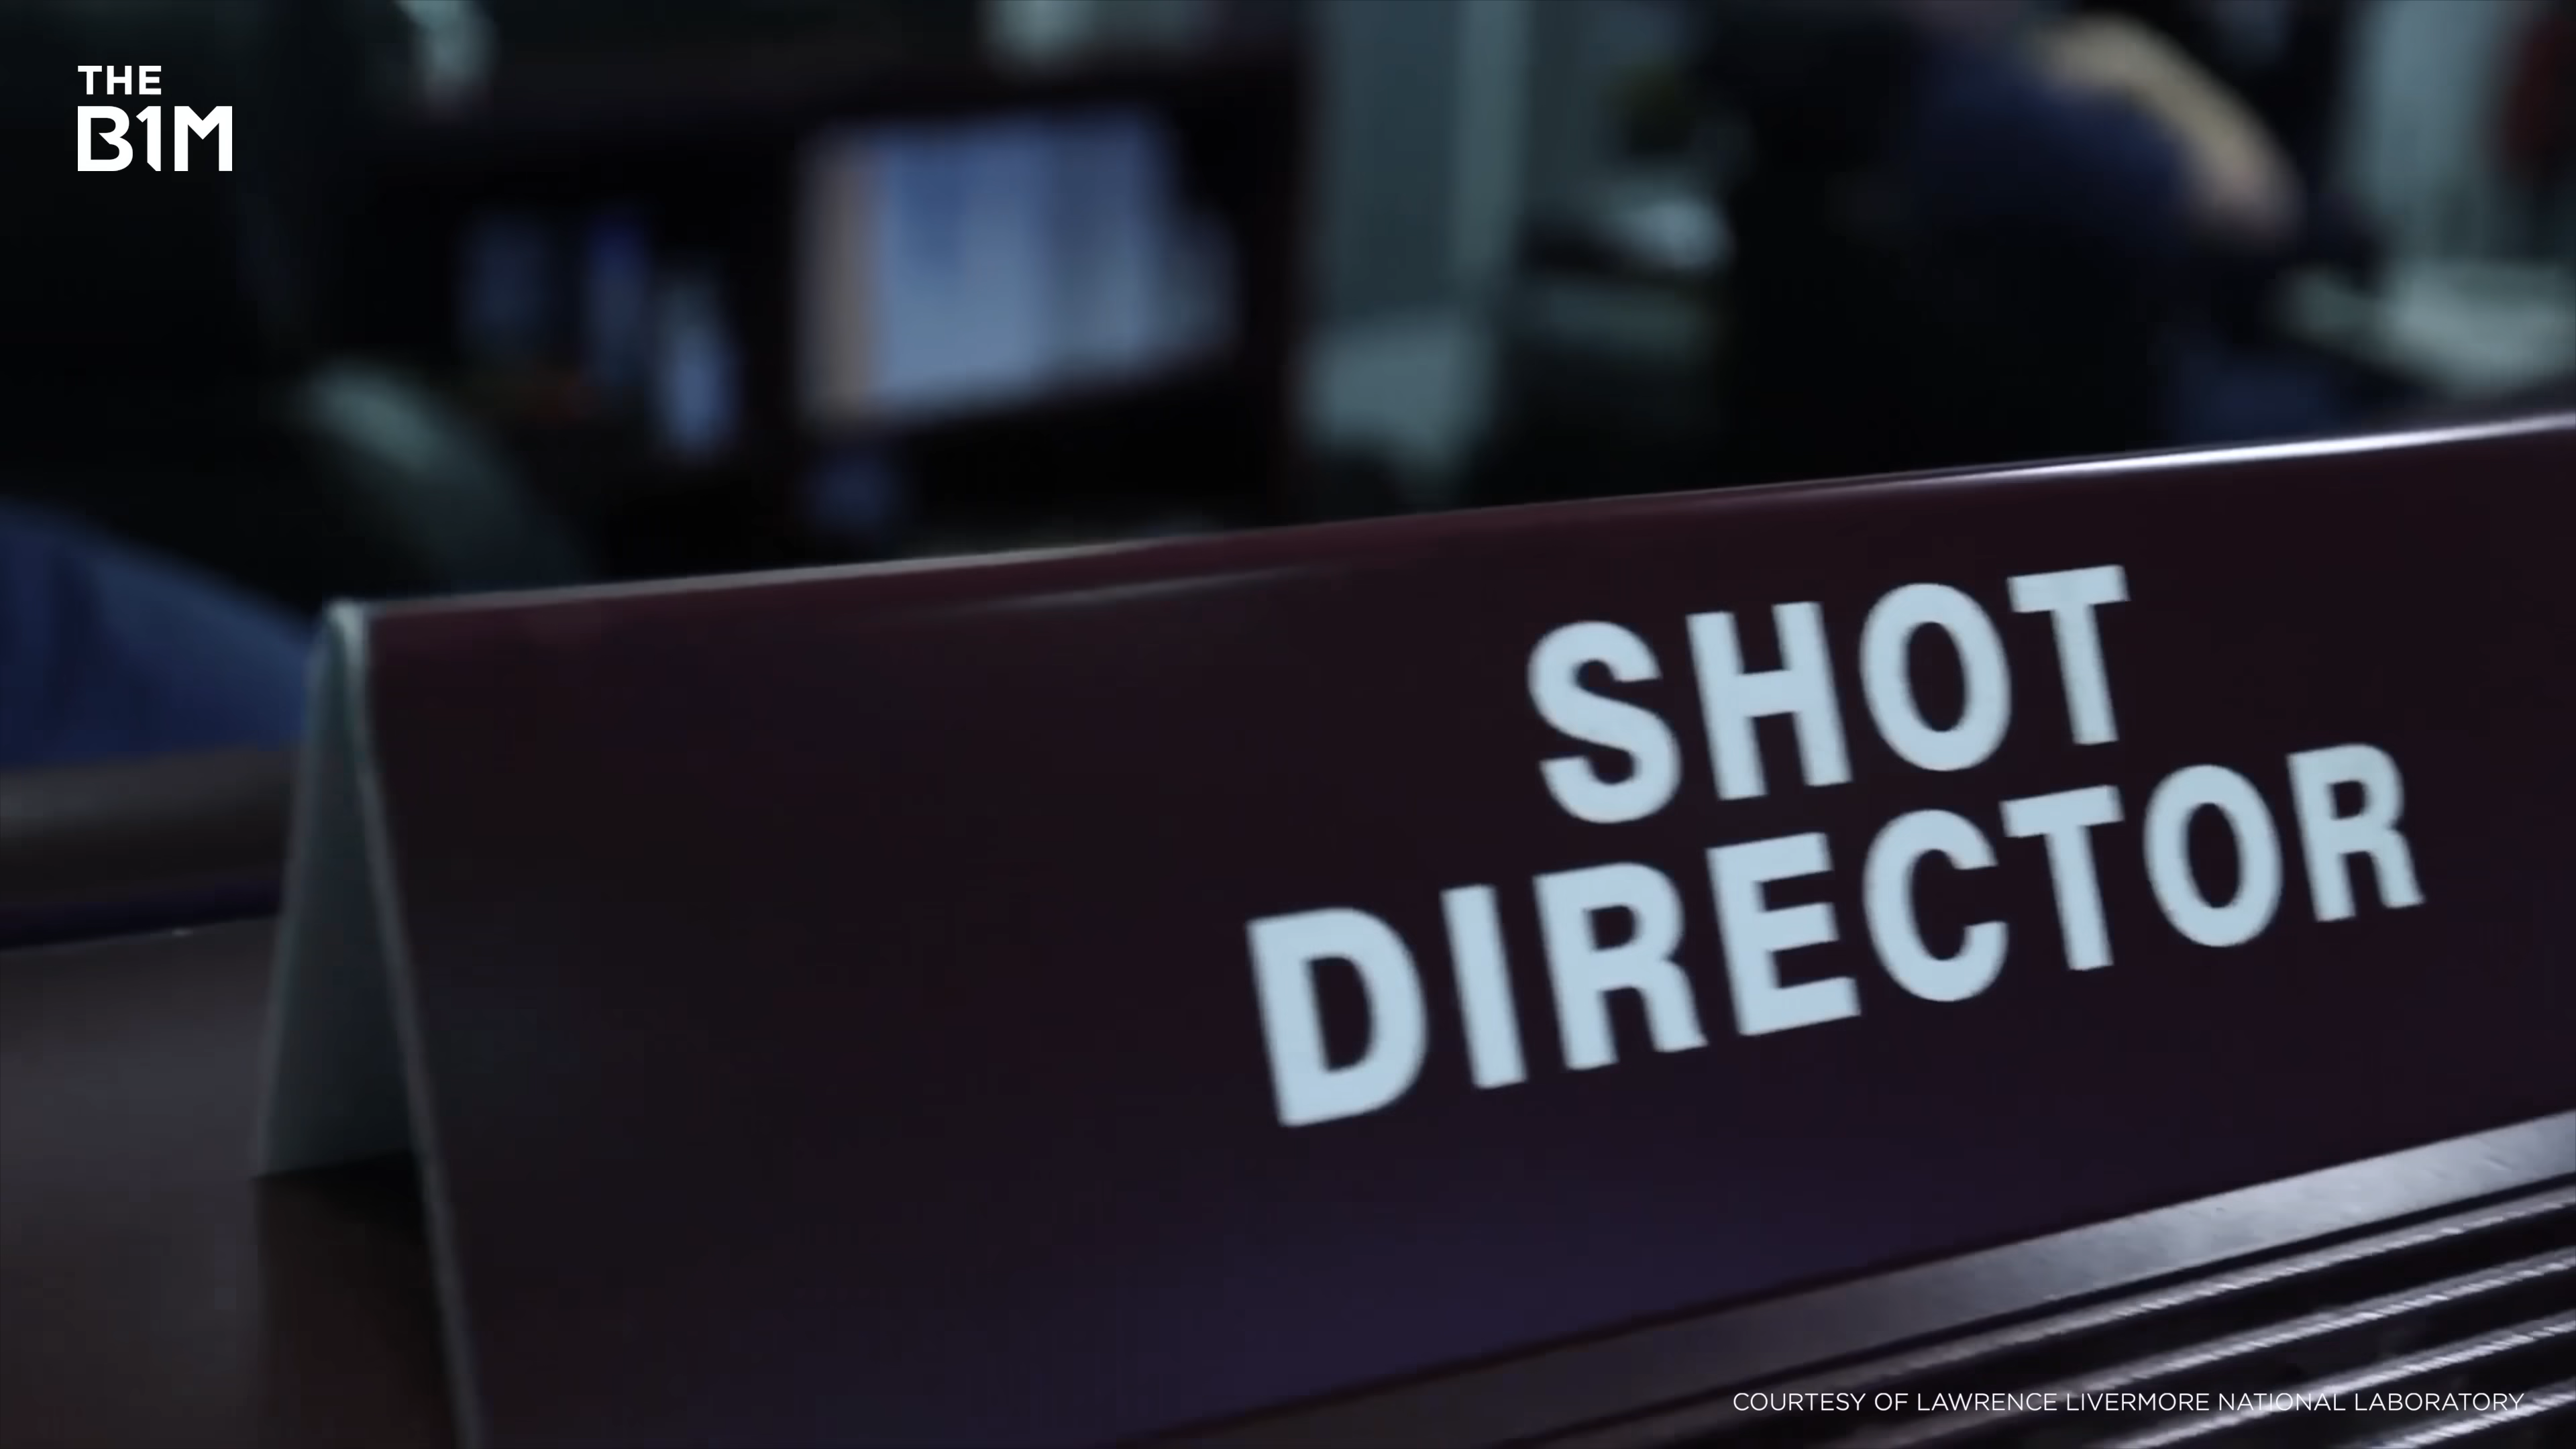 THE
B1M
SHOT
DIRECTOR
COURTESY OF LAWRENCE LIVERMORE NATIONAL LABORATORY